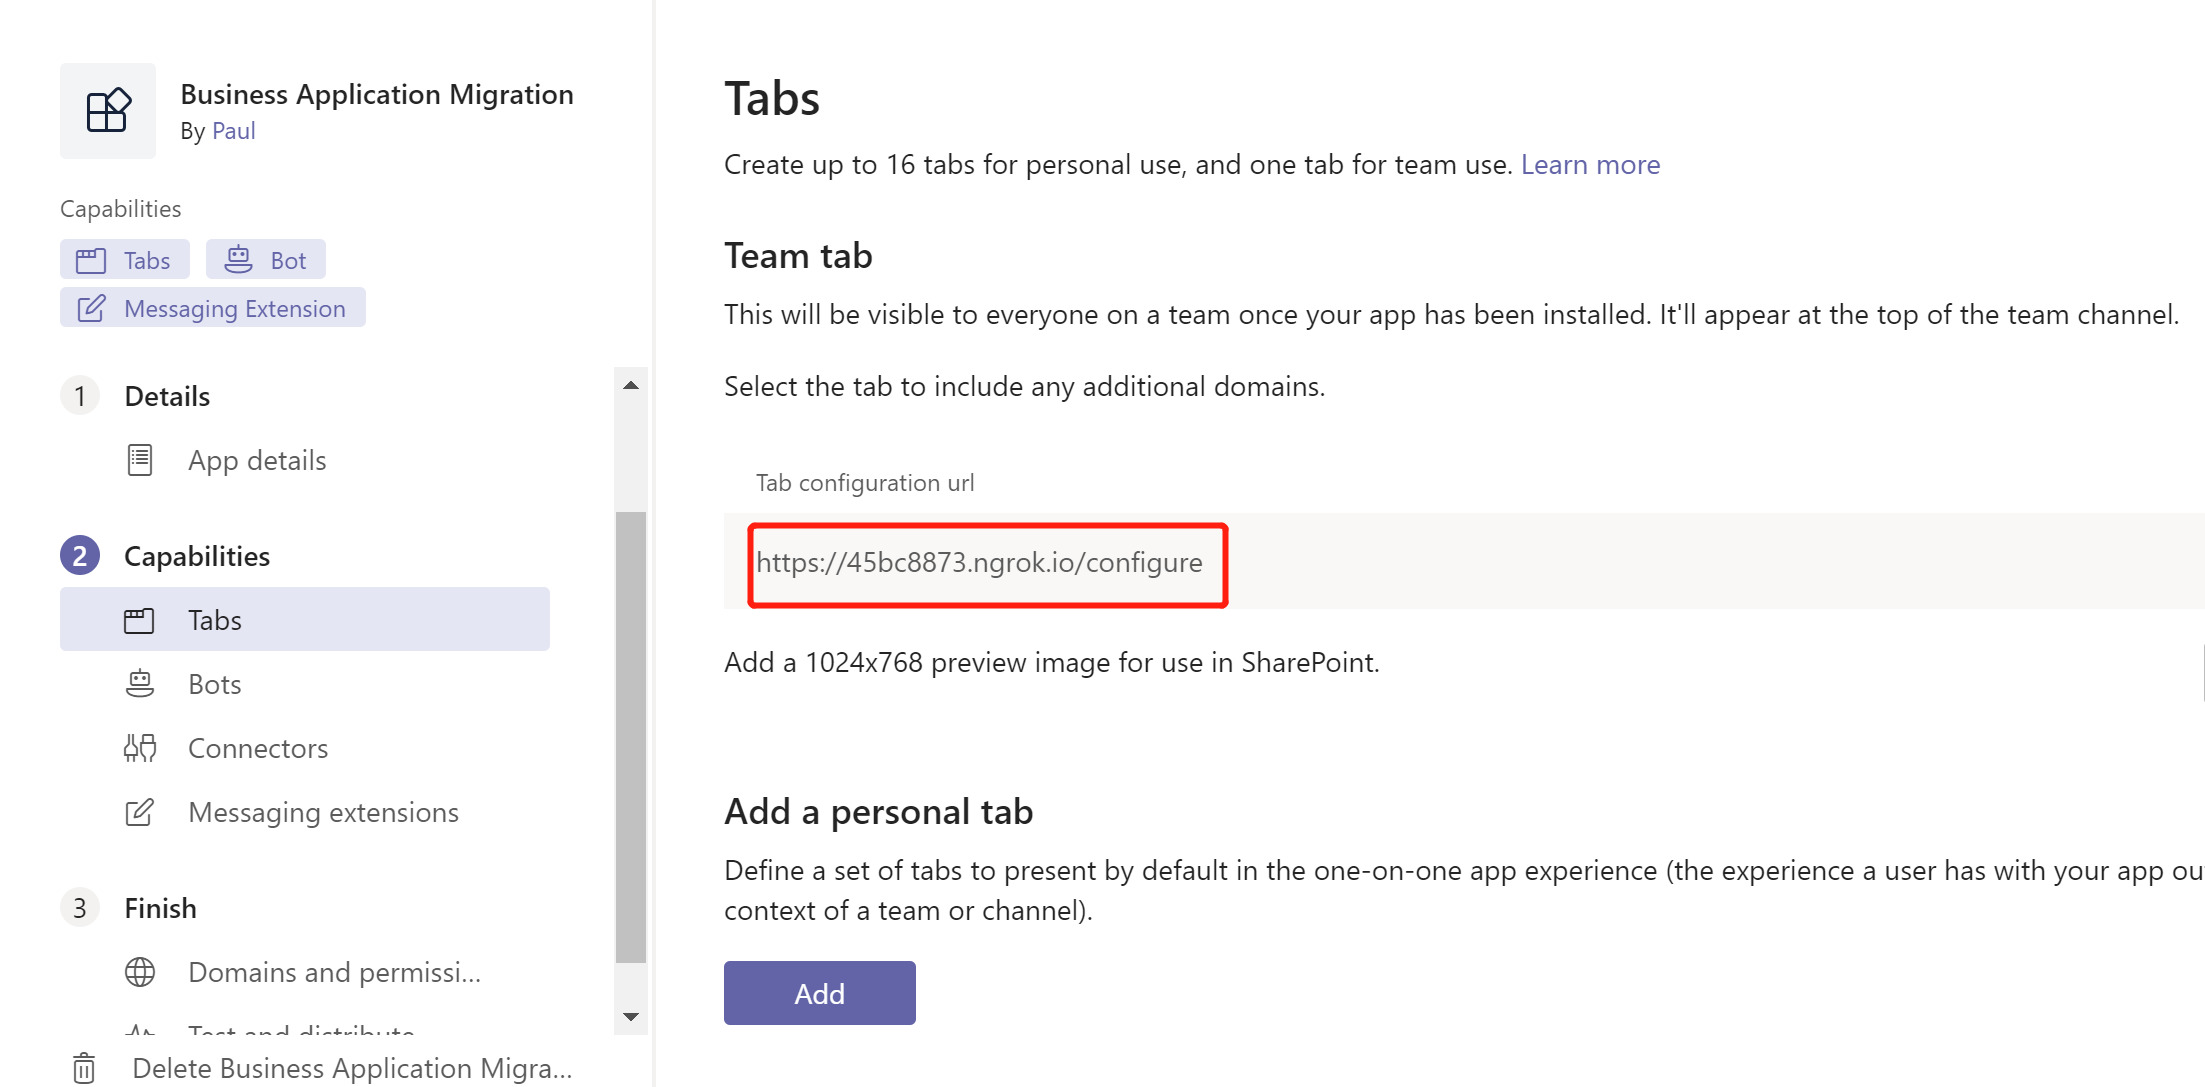 Business Application Migration
By Paul
Capabilities
Tabs
Bot
Messaging Extension
1 Details
App details
2 Capabilities
Tabs
Bots
Connectors
Messaging extensions
3 Finish
Domains and permissi...
Test and distribute
Delete Business Application Migra...
Tabs
Create up to 16 tabs for personal use, and one tab for team use. Learn more
Team tab
This will be visible to everyone on a team once your app has been installed. It'll appear at the top of the team channel.
Select the tab to include any additional domains.
Tab configuration url
https://45bc8873.ngrok.io/configure
Add a 1024x768 preview image for use in SharePoint.
Add a personal tab
Define a set of tabs to present by default in the one-on-one app experience (the experience a user has with your app ou
context of a team or channel).
Add